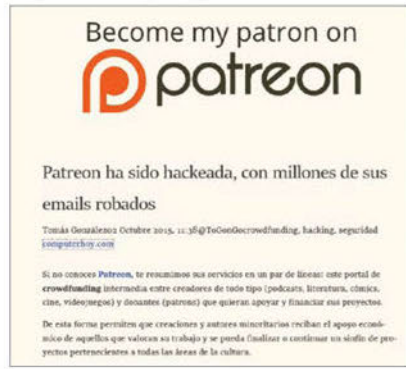 Become my patron on
patreon
Patreon ha sido hackeada, con millones de sus
emails robados
Tomás González02 Octubre 2015, 11:38@ToGonGocrowdfunding, hacking, seguridad
computerhoy.com
Si no conoces Patreon, te resumimos sus servicios en un par de líneas: este portal de
crowdfunding intermedia entre creadores de todo tipo (podcasts, literatura, cómics,
cine, videojuegos) y donantes (patrons) que quieran apoyar y financiar sus proyectos.
De esta forma permiten que creaciones y autores minoritarios reciban el apoyo econó-
mico de aquellos que valoran su trabajo y se pueda finalizar o continuar un sinfín de pro-
yectos pertenecientes a todas las áreas de la cultura.